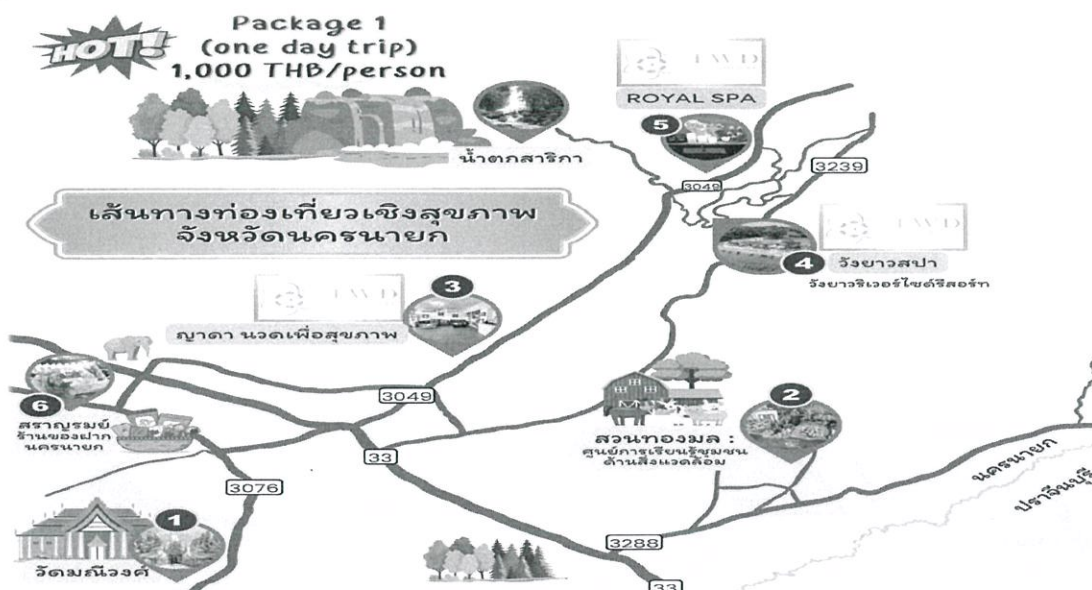 HOT!
Package 1
(one day trip)
1,000 THB/person
น้ำตกสาริกา
ROYAL SPA
5
3239
3049
เส้นทางท่องเที่ยวเชิงสุขภาพ
จังหวัดนครนายก
4
วังยาวสปา
วังยาวริเวอร์ไซด์รีสอร์ท
3
ญาดา นวดเพื่อสุขภาพ
6
สราญรมย์
ร้านของฝาก
นครนายก
3049
2
สวนทองมล :
ศูนย์การเรียนรู้ชุมชน
ด้านสิ่งแวดล้อม
33
3076
นครนายก
ปราจีนบุรี
1
วัดมณีวงศ์
3288
33